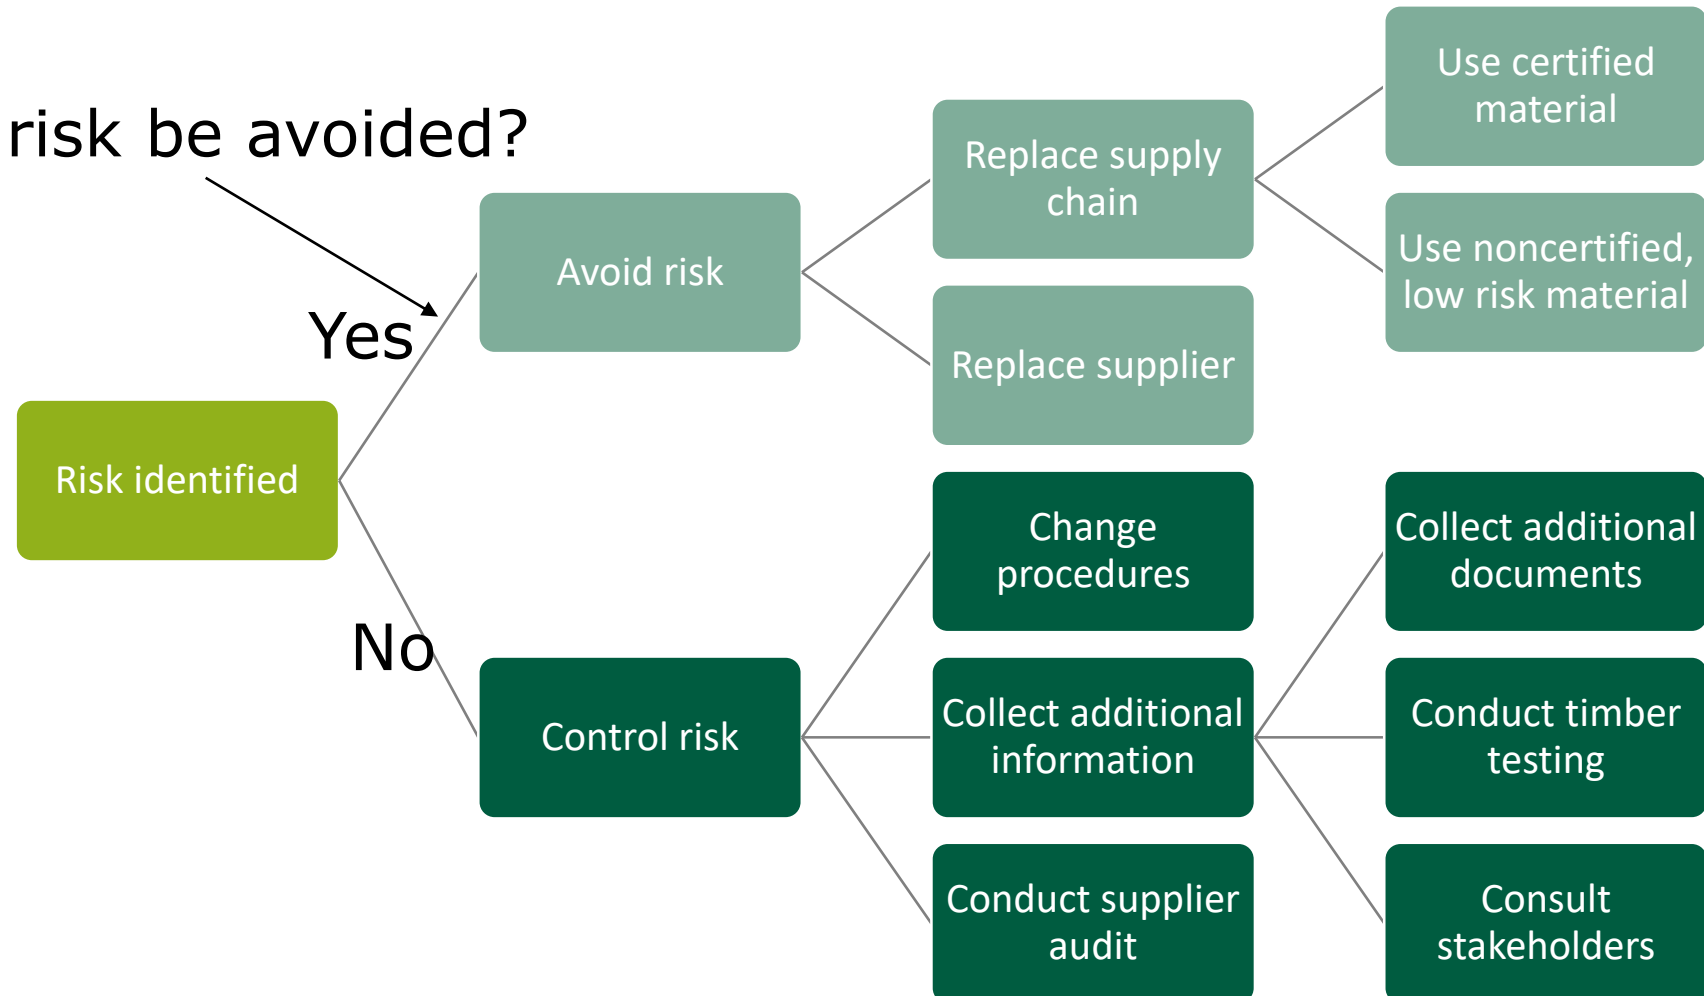 risk be avoided?
Yes
No
Risk identified
Avoid risk
Replace supply
chain
Use certified
material
Use noncertified,
low risk material
Replace supplier
Control risk
Change
procedures
Collect additional
information
Collect additional
documents
Conduct timber
testing
Consult
stakeholders
Conduct supplier
audit